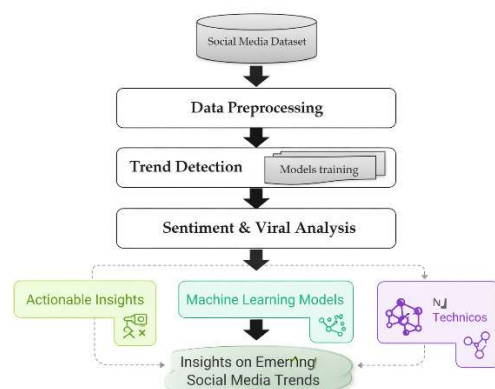 Social Media Dataset
Data Preprocessing
Trend Detection
Models training
Sentiment & Viral Analysis
Actionable Insights
Machine Learning Models
Technicos
Insights on Emerning
Social Media Trends